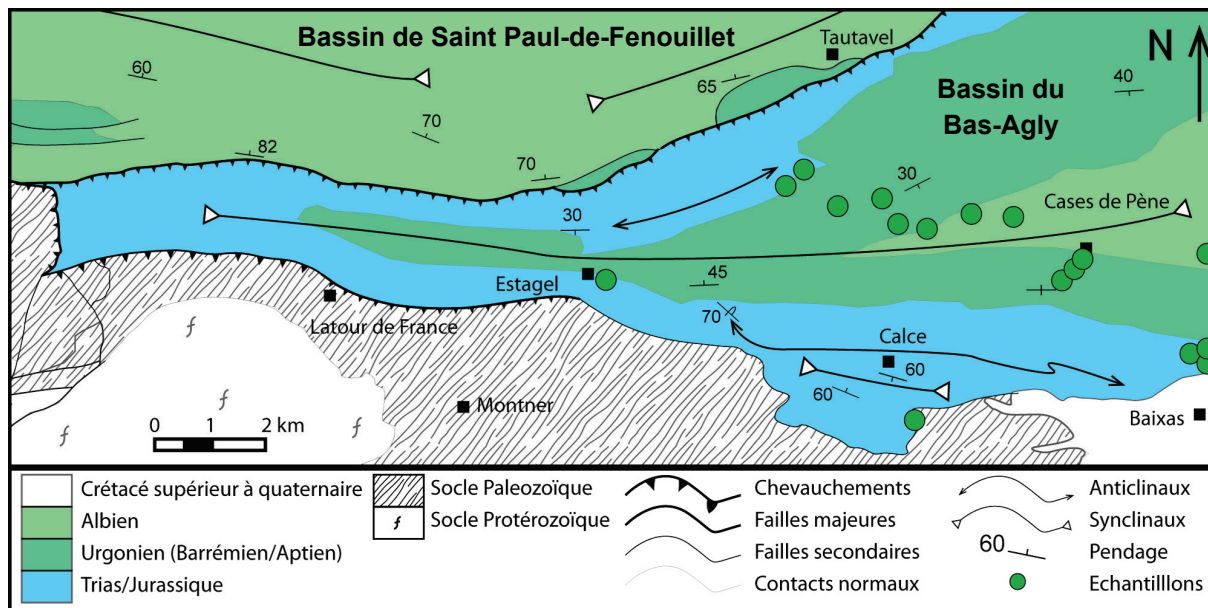 Bassin de Saint Paul-de-Fenouillet
Tautavel
N
60
65
40
Bassin du
Bas-Agly
70
82
70
30
30
Cases de Pène
Estagel
45
Latour de France
70
Calce
60
60
Montner
Baixas
0 1 2 km
ʄ
ʄ
ʄ
ʄ
Crétacé supérieur à quaternaire
Albien
Urgonien (Barrémien/Aptien)
Trias/Jurassique
Socle Paleozoïque
ʄ Socle Protérozoïque
Chevauchements
Failles majeures
Failles secondaires
Contacts normaux
Anticlinaux
Synclinaux
60 Pendage
Echantilllons